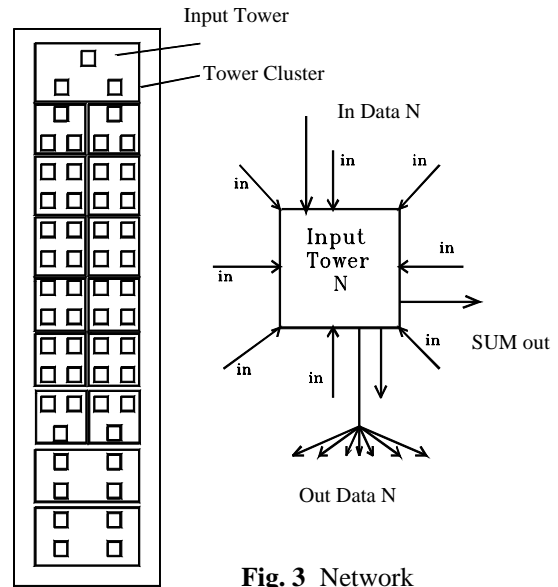 Input Tower
Tower Cluster
In Data N
in
in
in
in
Input
Tower
N
in
in
SUM out
in
in
in
Out Data N
Fig. 3 Network